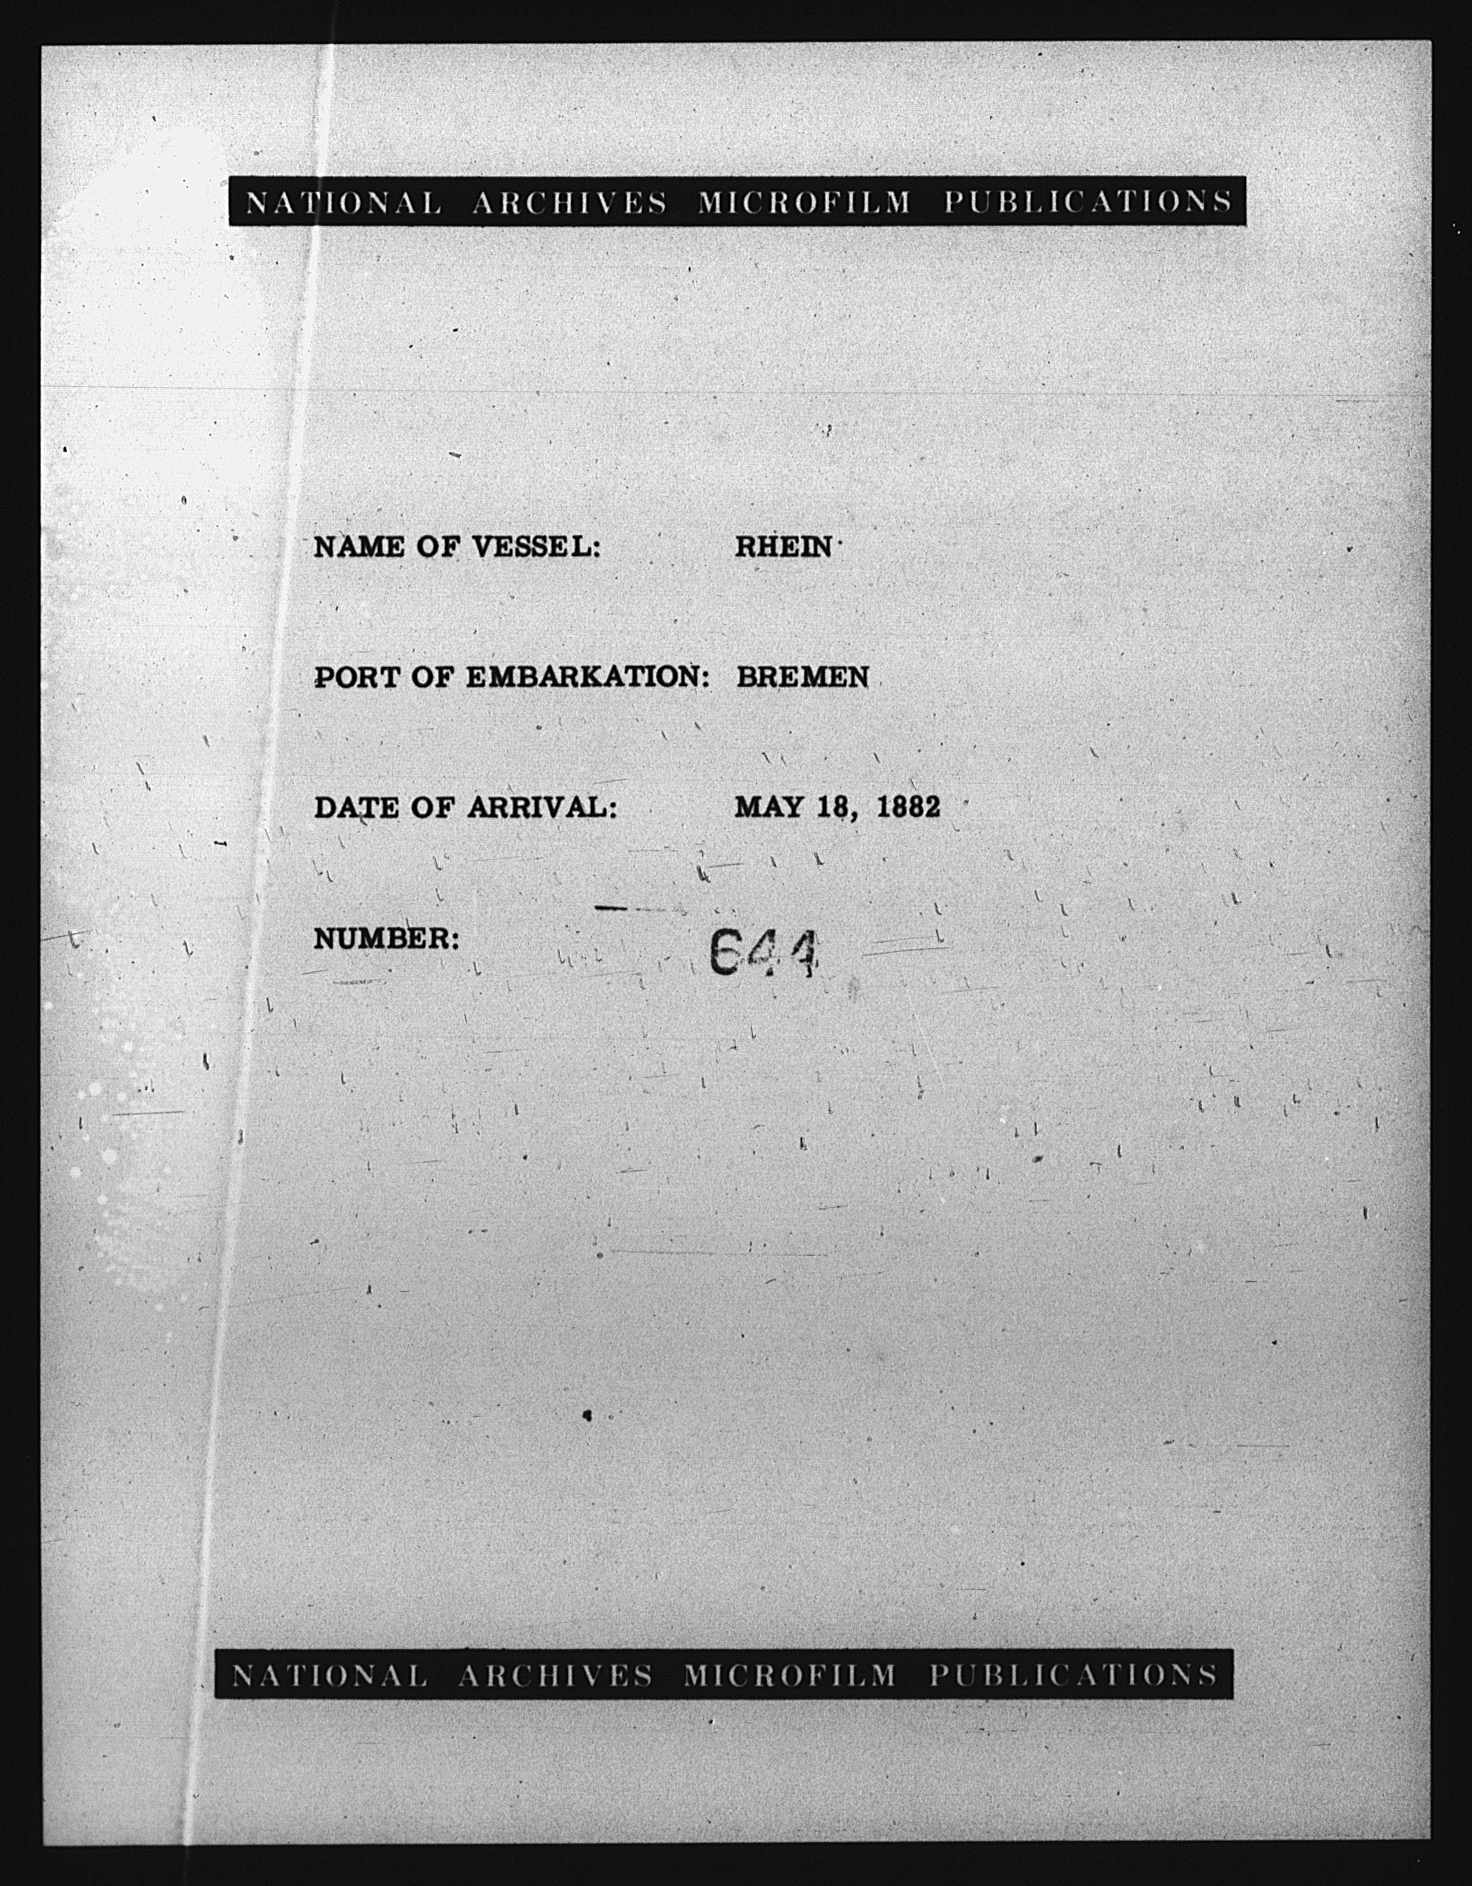 NATIONAL ARCHIVES MICROFILM PUBLICATIONS
NAME OF VESSEL: RHEIN
PORT OF EMBARKATION: BREMEN
DATE OF ARRIVAL: MAY 18, 1882
NUMBER: 644
NATIONAL ARCHIVES MICROFILM PUBLICATIONS